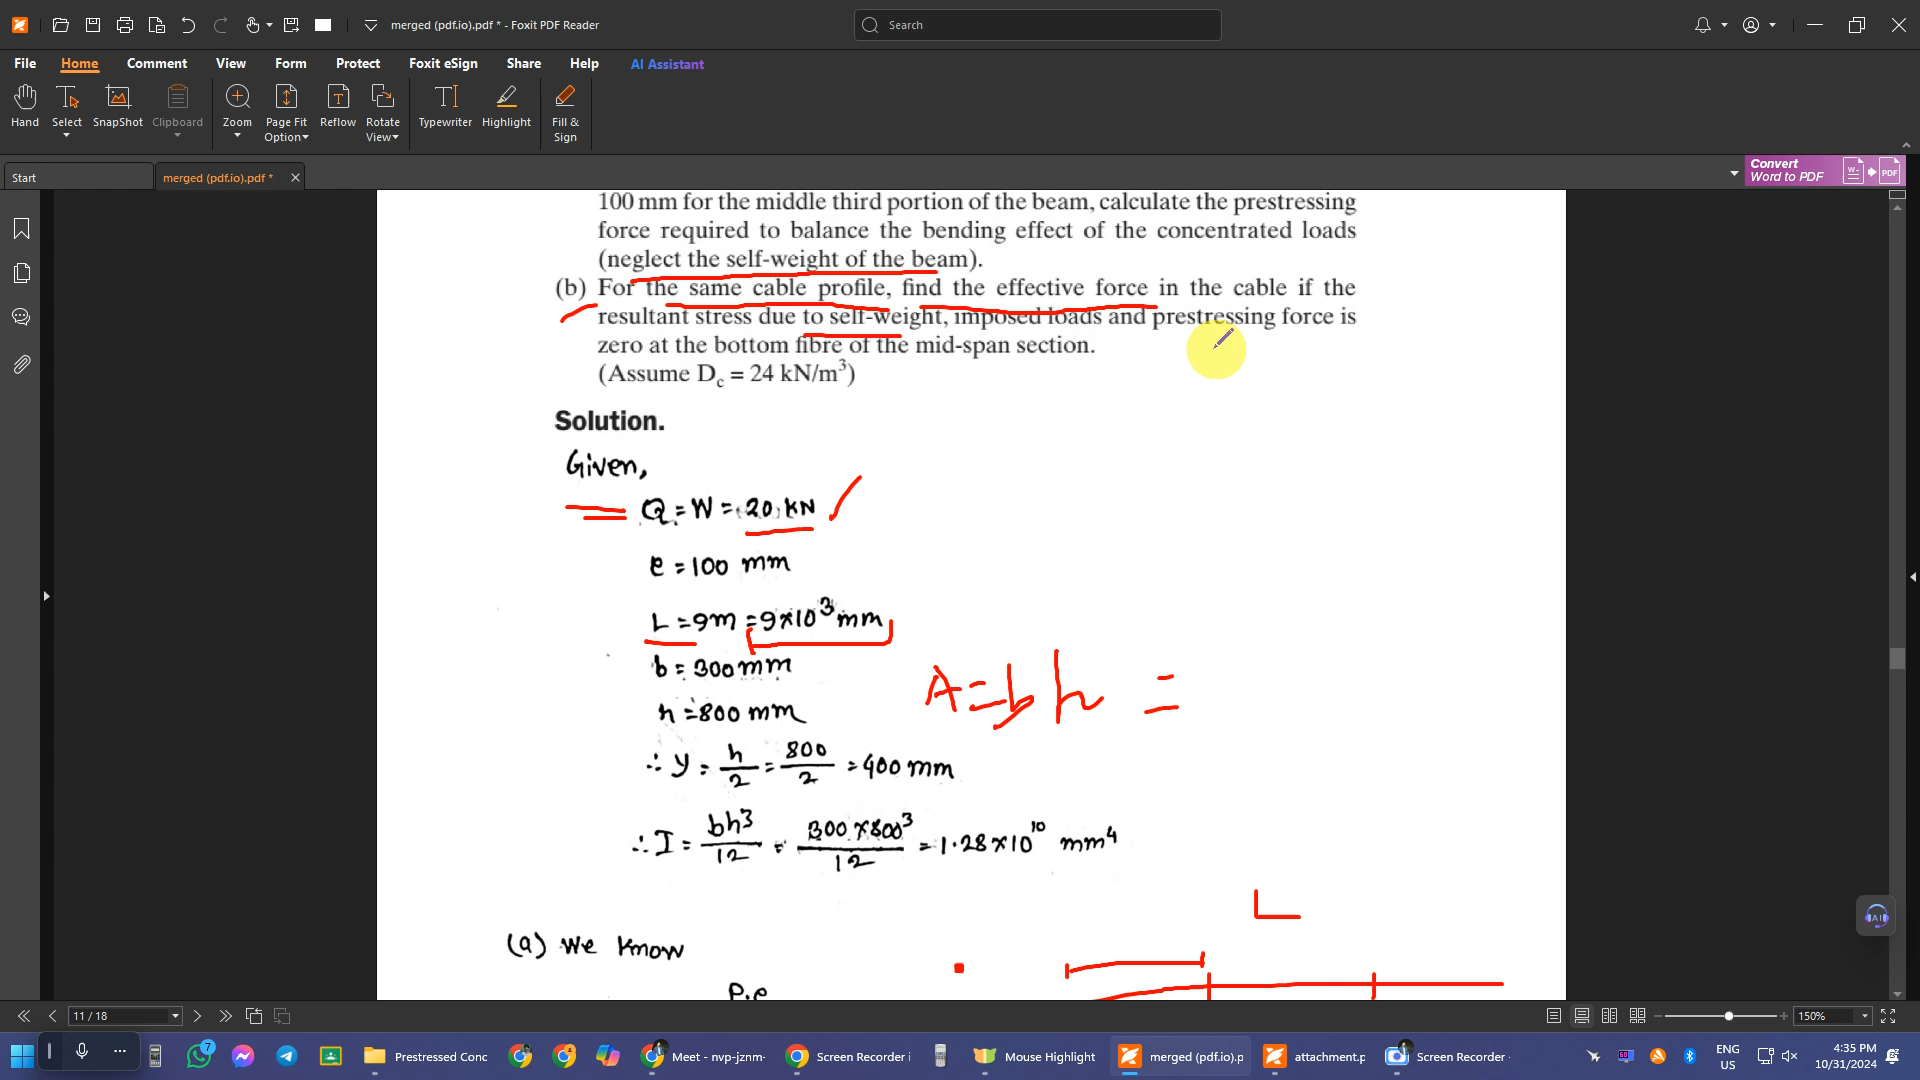 merged (pdf.io).pdf * - Foxit PDF Reader
Search
File Home Comment View Form Protect Foxit eSign Share Help AI Assistant
Hand
Select
SnapShot
Clipboard
Zoom
Page Fit Option
Reflow
Rotate View
Typewriter
Highlight
Fill & Sign
Start
merged (pdf.io).pdf *
Convert
Word to PDF
100 mm for the middle third portion of the beam, calculate the prestressing
force required to balance the bending effect of the concentrated loads
(neglect the self-weight of the beam).
(b) For the same cable profile, find the effective force in the cable if the
resultant stress due to self-weight, imposed loads and prestressing force is
zero at the bottom fibre of the mid-span section.
(Assume Dc = 24 kN/m³)
Solution.
Given,
Q = W = 20 KN
e = 100 mm
L = 9m = 9×10³ mm
b = 300 mm
h = 800 mm
A = b h =
∴ y = h/2 = 800/2 = 400 mm
∴ I = bh³/12 = 300×800³/12 = 1.28×10¹⁰ mm⁴
L
(a) We know
P.e
11 / 18
150%
7
Prestressed Conc
Meet - nvp-jznm-
Screen Recorder i
Mouse Highlight
merged (pdf.io).p
attachment.p
Screen Recorder
ENG
US
4:35 PM
10/31/2024